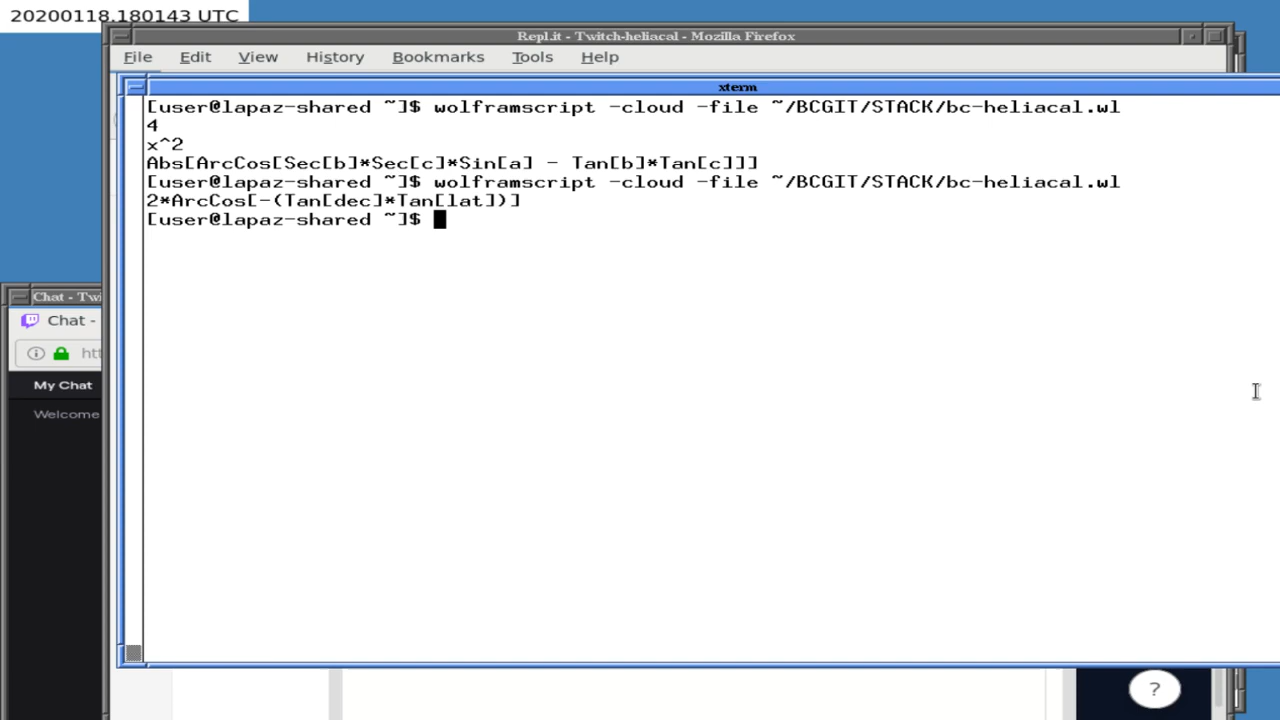 20200118.180143 UTC
Repl.it - Twitch-heliacal - Mozilla Firefox
File Edit View History Bookmarks Tools Help
xterm
[user@lapaz-shared ~]$ wolframscript -cloud -file ~/BCGIT/STACK/bc-heliacal.wl
4
x^2
Abs[ArcCos[Sec[b]*Sec[c]*Sin[a] - Tan[b]*Tan[c]]]
[user@lapaz-shared ~]$ wolframscript -cloud -file ~/BCGIT/STACK/bc-heliacal.wl
2*ArcCos[-(Tan[dec]*Tan[lat])]
[user@lapaz-shared ~]$
Chat - Twi
Chat -
htt
My Chat
Welcome
?